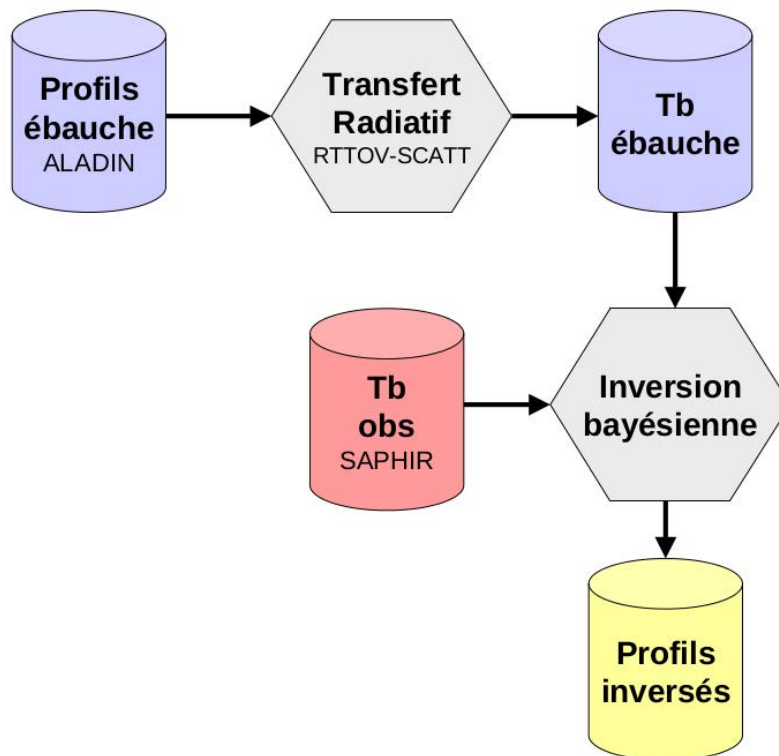 Profils
ébauche
ALADIN
Transfert
Radiatif
RTTOV-SCATT
Tb
ébauche
Tb
obs
SAPHIR
Inversion
bayésienne
Profils
inversés